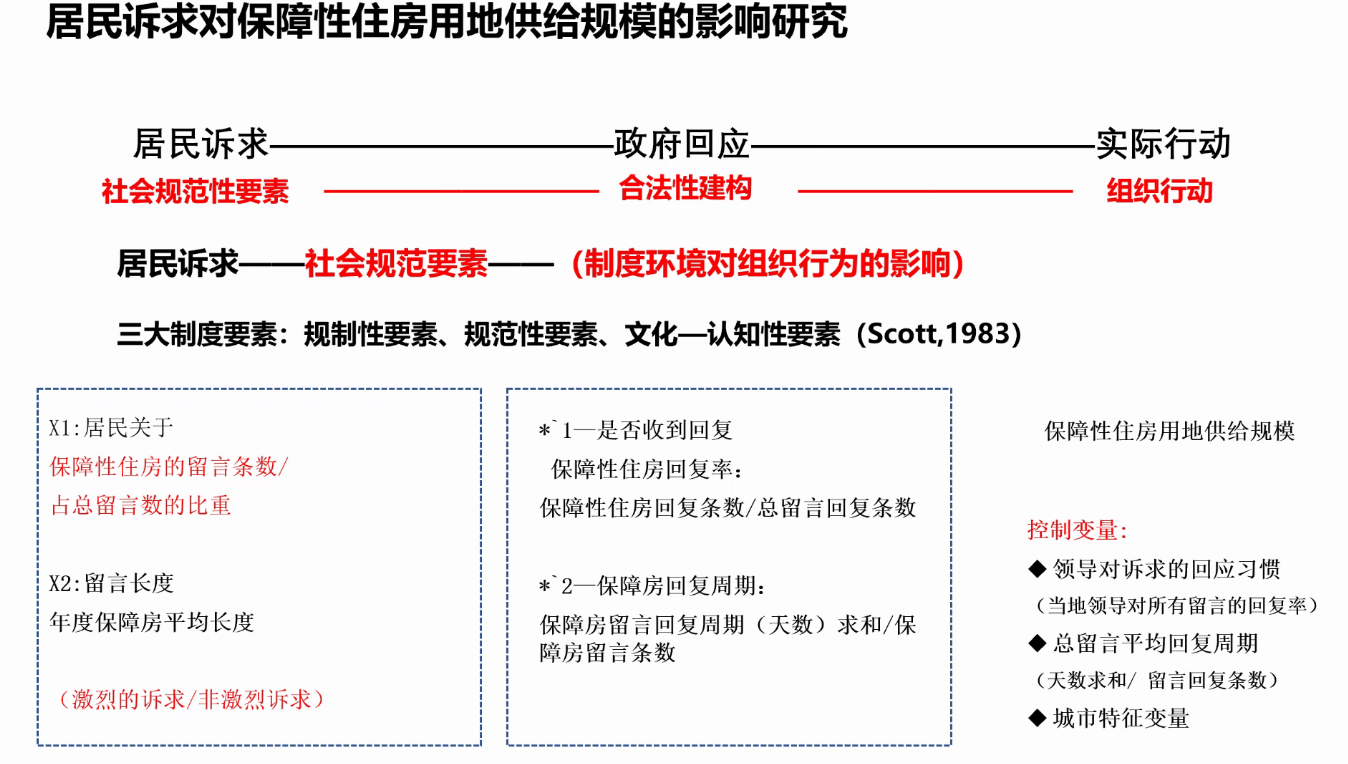 居民诉求对保障性住房用地供给规模的影响研究
居民诉求——政府回应——实际行动
社会规范性要素 —— 合法性建构 —— 组织行动
居民诉求——社会规范要素——（制度环境对组织行为的影响）
三大制度要素：规制性要素、规范性要素、文化—认知性要素（Scott,1983）
X1:居民关于
保障性住房的留言条数/
占总留言数的比重
X2:留言长度
年度保障房平均长度
（激烈的诉求/非激烈诉求）
*`1—是否收到回复
保障性住房回复率：
保障性住房回复条数/总留言回复条数
*`2—保障房回复周期：
保障房留言回复周期（天数）求和/保
障房留言条数
保障性住房用地供给规模
控制变量：
◆ 领导对诉求的回应习惯
（当地领导对所有留言的回复率）
◆ 总留言平均回复周期
（天数求和/ 留言回复条数）
◆ 城市特征变量